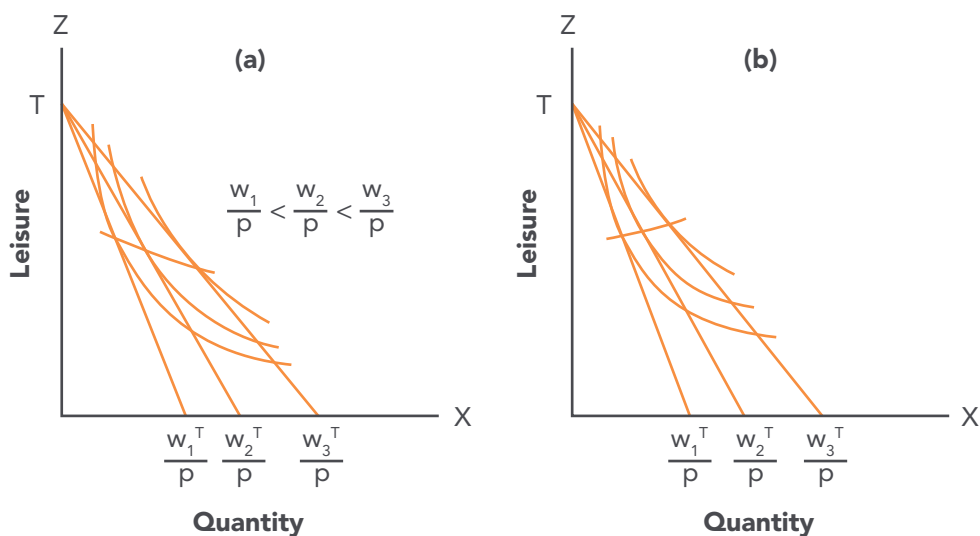 Z
(a)
T
Leisure
w₁/p < w₂/p < w₃/p
X
w₁ᵀ/p
w₂ᵀ/p
w₃ᵀ/p
Quantity
Z
(b)
T
Leisure
X
w₁ᵀ/p
w₂ᵀ/p
w₃ᵀ/p
Quantity